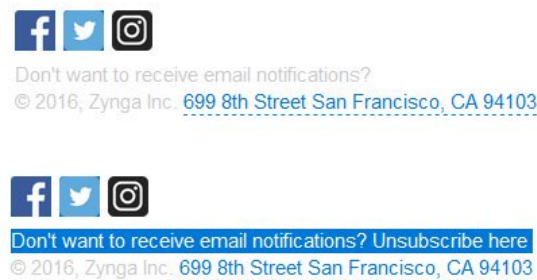 Don't want to receive email notifications?
© 2016, Zynga Inc. 699 8th Street San Francisco, CA 94103
Don't want to receive email notifications? Unsubscribe here
© 2016, Zynga Inc. 699 8th Street San Francisco, CA 94103